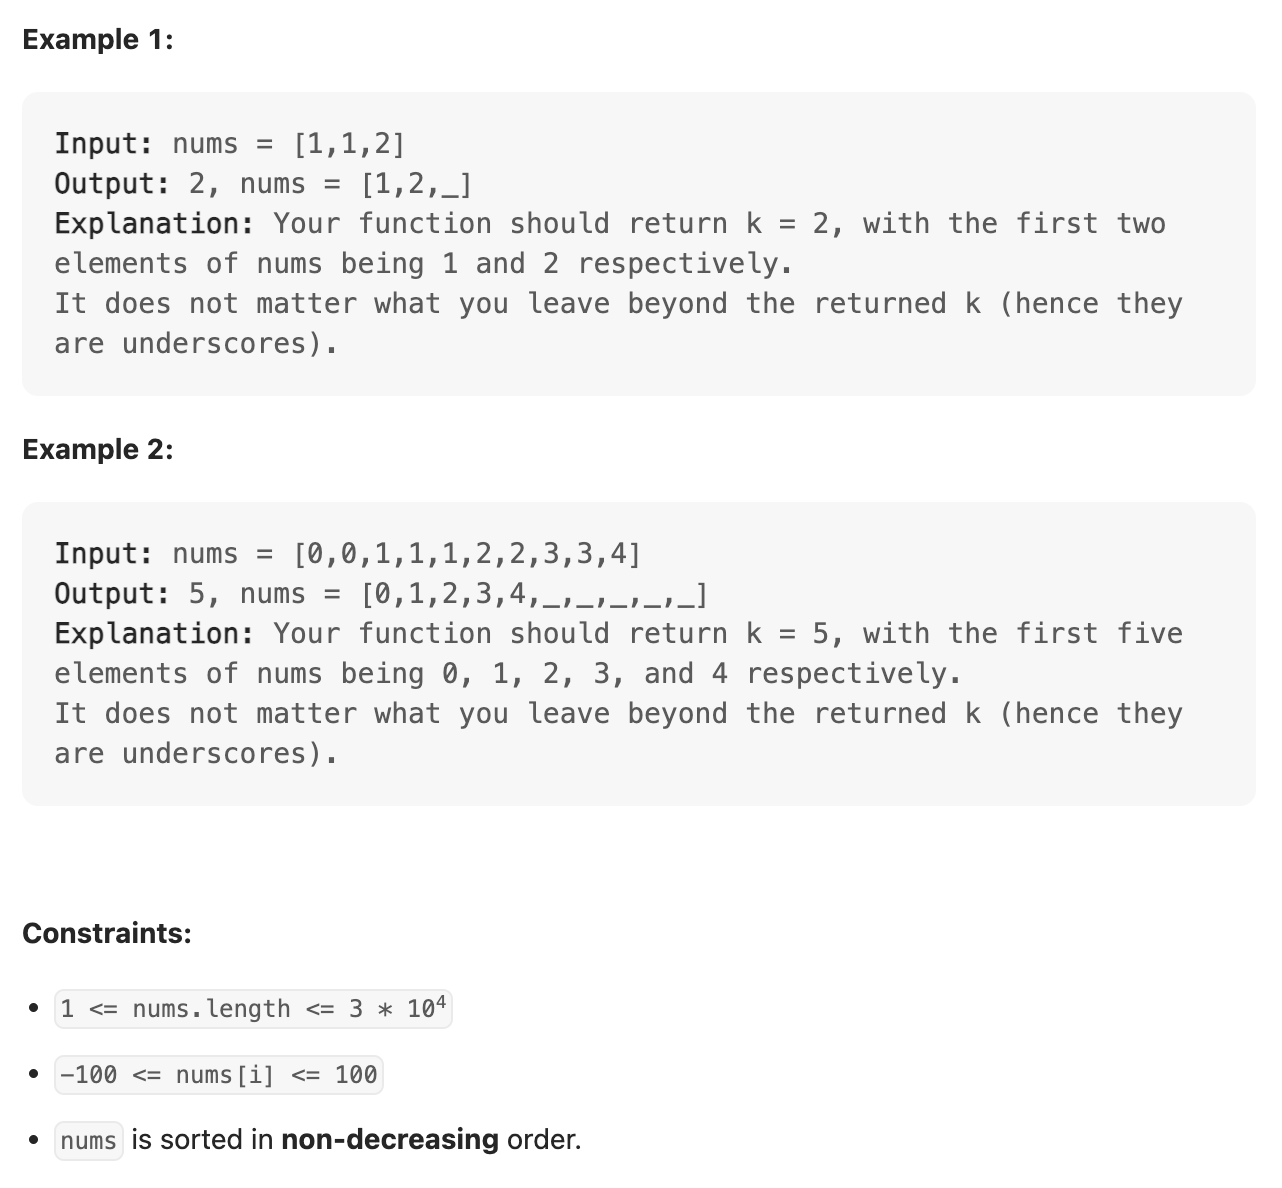 Example 1:
Input: nums = [1,1,2]
Output: 2, nums = [1,2,_]
Explanation: Your function should return k = 2, with the first two
elements of nums being 1 and 2 respectively.
It does not matter what you leave beyond the returned k (hence they
are underscores).
Example 2:
Input: nums = [0,0,1,1,1,2,2,3,3,4]
Output: 5, nums = [0,1,2,3,4,_,_,_,_,_]
Explanation: Your function should return k = 5, with the first five
elements of nums being 0, 1, 2, 3, and 4 respectively.
It does not matter what you leave beyond the returned k (hence they
are underscores).
Constraints:
• 1 <= nums.length <= 3 * 10⁴
• -100 <= nums[i] <= 100
• nums is sorted in non-decreasing order.